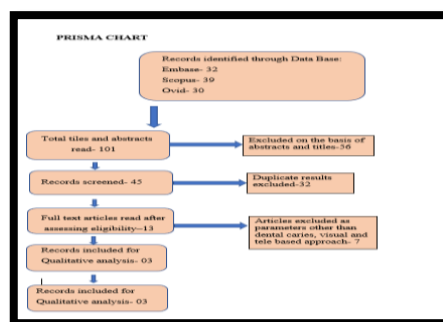 PRISMA CHART
Records identified through Data Base:
Embase- 32
Scopus- 39
Ovid- 30
Total tiles and abstracts
read- 101
Excluded on the basis of
abstracts and titles-56
Records screened- 45
Duplicate results
excluded-32
Full text articles read after
assessing eligibility-13
Articles excluded as
parameters other than
dental caries, visual and
tele based approach- 7
Records included for
Qualitative analysis- 03
Records included for
Qualitative analysis- 03